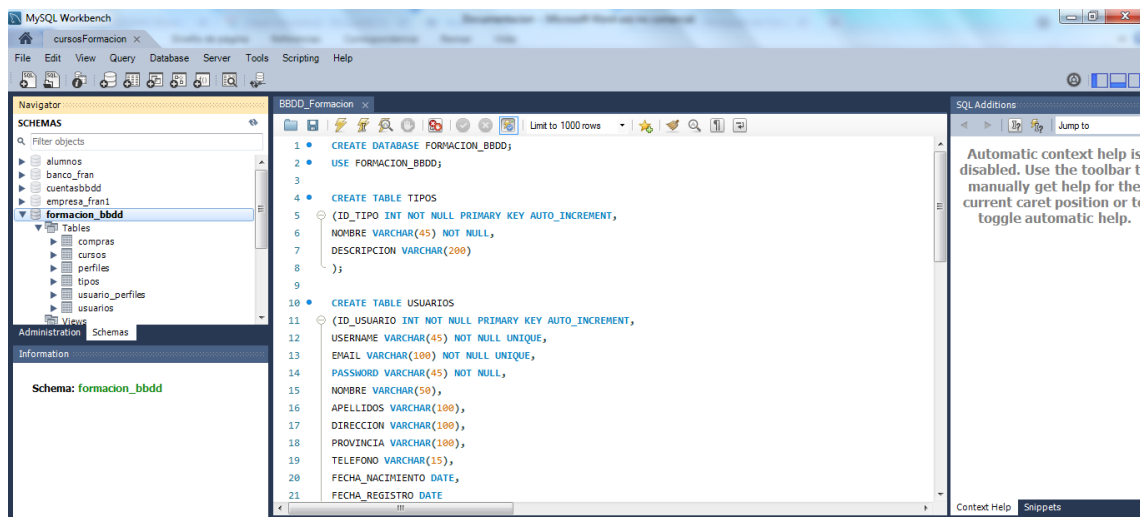 MySQL Workbench
cursosFormacion ×
File Edit View Query Database Server Tools Scripting Help
Navigator
SCHEMAS
Filter objects
alumnos
banco_fran
cuentasbbdd
empresa_fran1
formacion_bbdd
Tables
compras
cursos
perfiles
tipos
usuario_perfiles
usuarios
Views
Administration Schemas
Information
Schema: formacion_bbdd
BBDD_Formacion ×
Limit to 1000 rows
1 CREATE DATABASE FORMACION_BBDD;
2 USE FORMACION_BBDD;
3
4 CREATE TABLE TIPOS
5 (ID_TIPO INT NOT NULL PRIMARY KEY AUTO_INCREMENT,
6 NOMBRE VARCHAR(45) NOT NULL,
7 DESCRIPCION VARCHAR(200)
8 );
9
10 CREATE TABLE USUARIOS
11 (ID_USUARIO INT NOT NULL PRIMARY KEY AUTO_INCREMENT,
12 USERNAME VARCHAR(45) NOT NULL UNIQUE,
13 EMAIL VARCHAR(100) NOT NULL UNIQUE,
14 PASSWORD VARCHAR(45) NOT NULL,
15 NOMBRE VARCHAR(50),
16 APELLIDOS VARCHAR(100),
17 DIRECCION VARCHAR(100),
18 PROVINCIA VARCHAR(100),
19 TELEFONO VARCHAR(15),
20 FECHA_NACIMIENTO DATE,
21 FECHA_REGISTRO DATE
SQL Additions
Jump to
Automatic context help is
disabled. Use the toolbar t
manually get help for the
current caret position or to
toggle automatic help.
Context Help Snippets